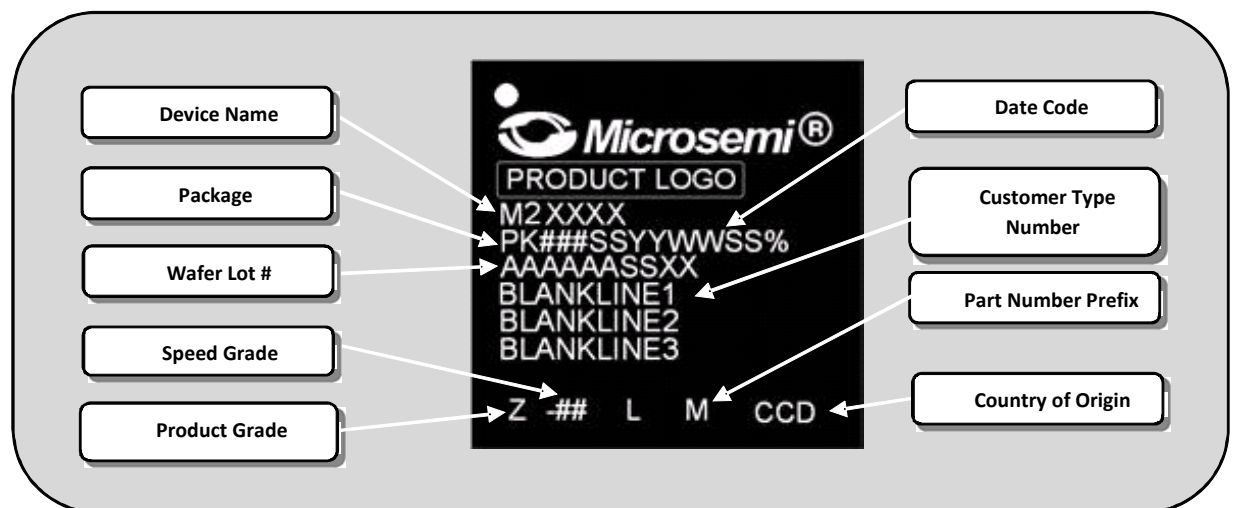 Device Name
Package
Wafer Lot #
Speed Grade
Product Grade
Microsemi®
PRODUCT LOGO
M2XXXX
PK###SSYYWWSS%
AAAAAASSXX
BLANKLINE1
BLANKLINE2
BLANKLINE3
Z -## L M CCD
Date Code
Customer Type
Number
Part Number Prefix
Country of Origin